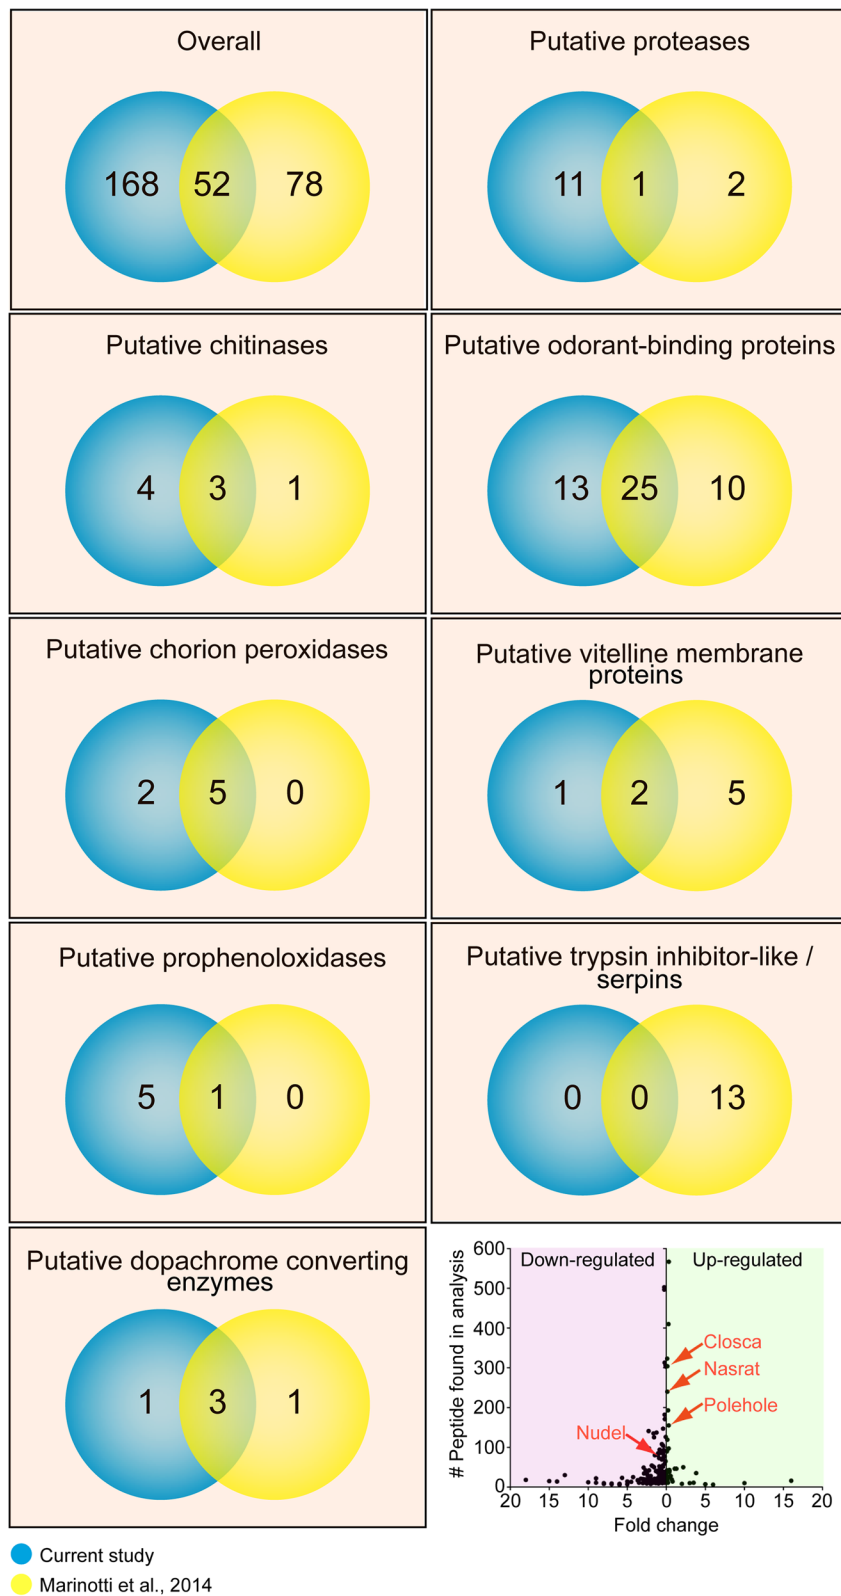 Overall
168 52 78
Putative proteases
11 1 2
Putative chitinases
4 3 1
Putative odorant-binding proteins
13 25 10
Putative chorion peroxidases
2 5 0
Putative vitelline membrane
proteins
1 2 5
Putative prophenoloxidases
5 1 0
Putative trypsin inhibitor-like /
serpins
0 0 13
Putative dopachrome converting
enzymes
1 3 1
# Peptide found in analysis
600
500
400
300
200
100
0
Down-regulated Up-regulated
Closca
Nasrat
Polehole
Nudel
20 15 10 5 0 5 10 15 20
Fold change
Current study
Marinotti et al., 2014